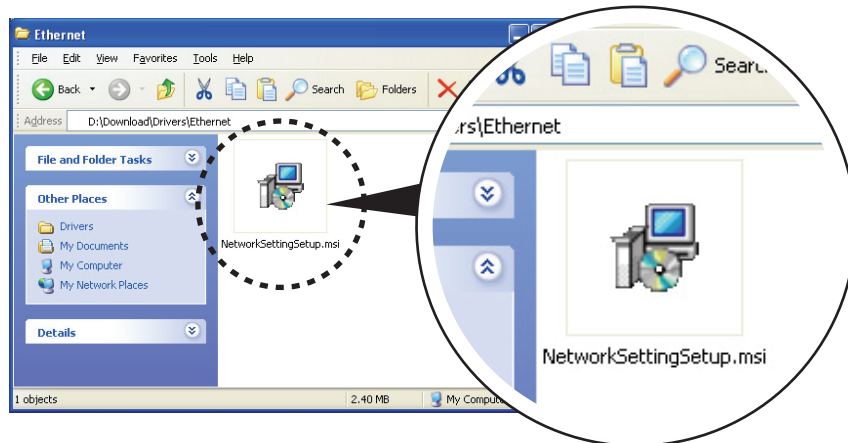 Ethernet
File Edit View Favorites Tools Help
Back Search Folders
Address D:\Download\Drivers\Ethernet
File and Folder Tasks
Other Places
Drivers
My Documents
My Computer
My Network Places
Details
NetworkSettingSetup.msi
1 objects 2.40 MB My Comput
Searc
rs\Ethernet
NetworkSettingSetup.msi